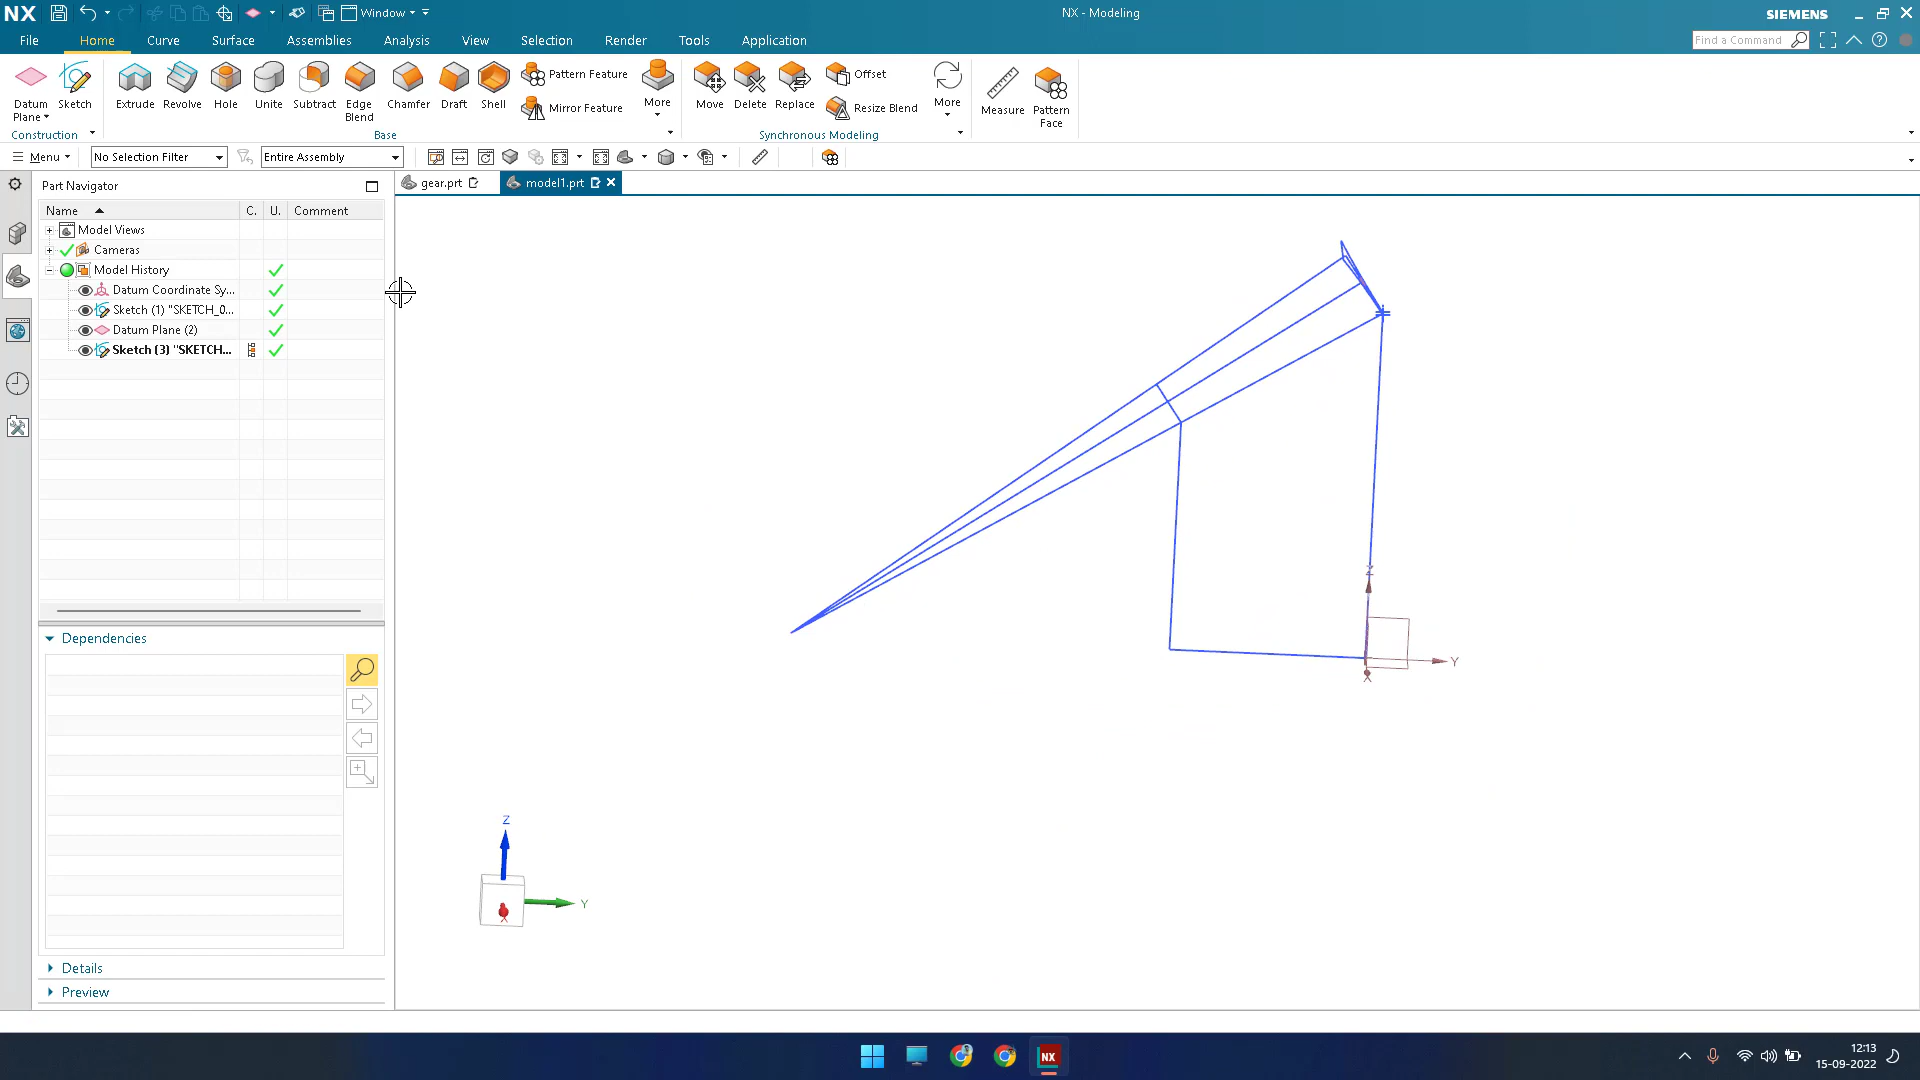 NX Window NX - Modeling SIEMENS
File Home Curve Surface Assemblies Analysis View Selection Render Tools Application Find a Command
Datum Plane Sketch Extrude Revolve Hole Unite Subtract Edge Blend Chamfer Draft Shell Pattern Feature Mirror Feature More Move Delete Replace Offset Resize Blend More Measure Pattern Face
Construction Base Synchronous Modeling
Menu No Selection Filter Entire Assembly
Part Navigator gear.prt model1.prt
Name C. U. Comment
Model Views
Cameras
Model History
Datum Coordinate Sy...
Sketch (1) "SKETCH_0...
Datum Plane (2)
Sketch (3) "SKETCH...
Z
Y
X
Dependencies
Z
Y
X
Details
Preview
NX
12:13
15-09-2022